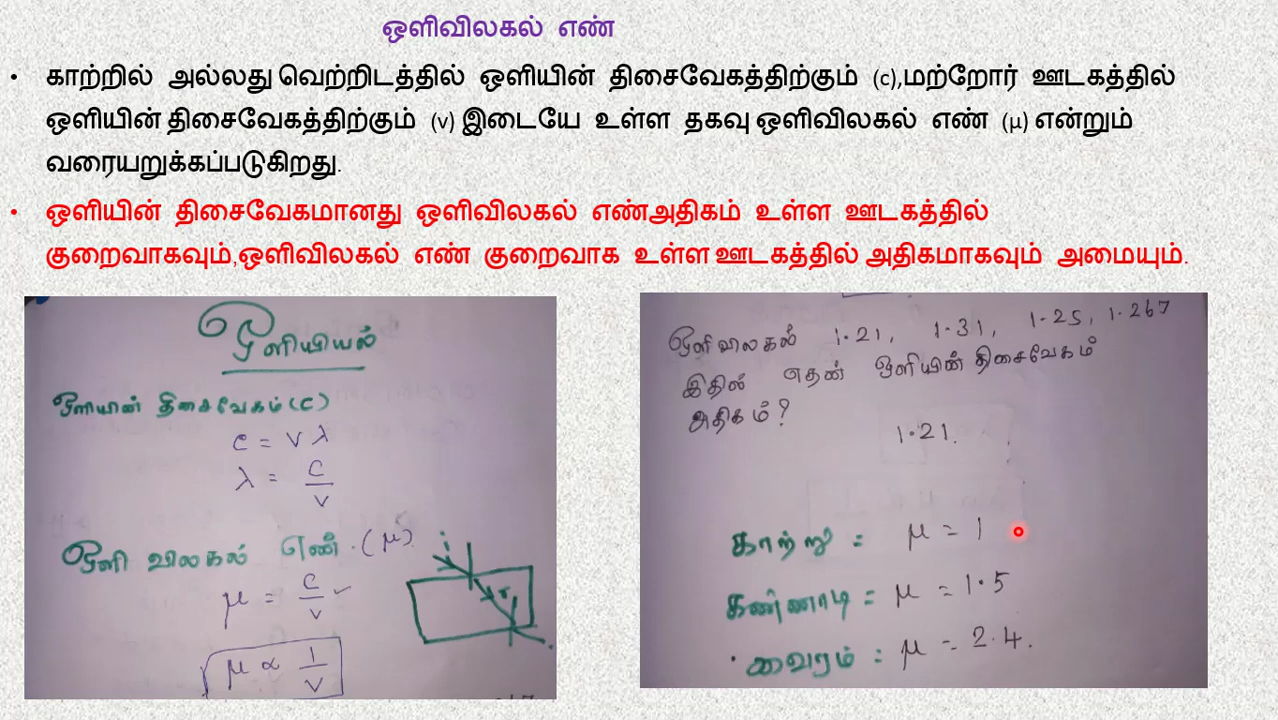 ஒளிவிலகல் எண்
• காற்றில் அல்லது வெற்றிடத்தில் ஒளியின் திசைவேகத்திற்கும் (c),மற்றோர் ஊடகத்தில்
ஒளியின் திசைவேகத்திற்கும் (v) இடையே உள்ள தகவு ஒளிவிலகல் எண் (μ) என்றும்
வரையறுக்கப்படுகிறது.
• ஒளியின் திசைவேகமானது ஒளிவிலகல் எண்அதிகம் உள்ள ஊடகத்தில்
குறைவாகவும்,ஒளிவிலகல் எண் குறைவாக உள்ள ஊடகத்தில் அதிகமாகவும் அமையும்.
ஒளியியல்
ஒளியின் திசைவேகம் (c)
c = v λ
λ = c/v
ஒளி விலகல் எண் . (μ)
μ = c/v ✓
μ ∝ 1/v
i
r
ஒளி விலகல் 1.21, 1.31, 1.25, 1.267
இதில் எதன் ஒளியின் திசைவேகம்
அதிகம்?
1.21.
காற்று : μ = 1
கண்ணாடி = μ = 1.5
வைரம் : μ = 2.4.